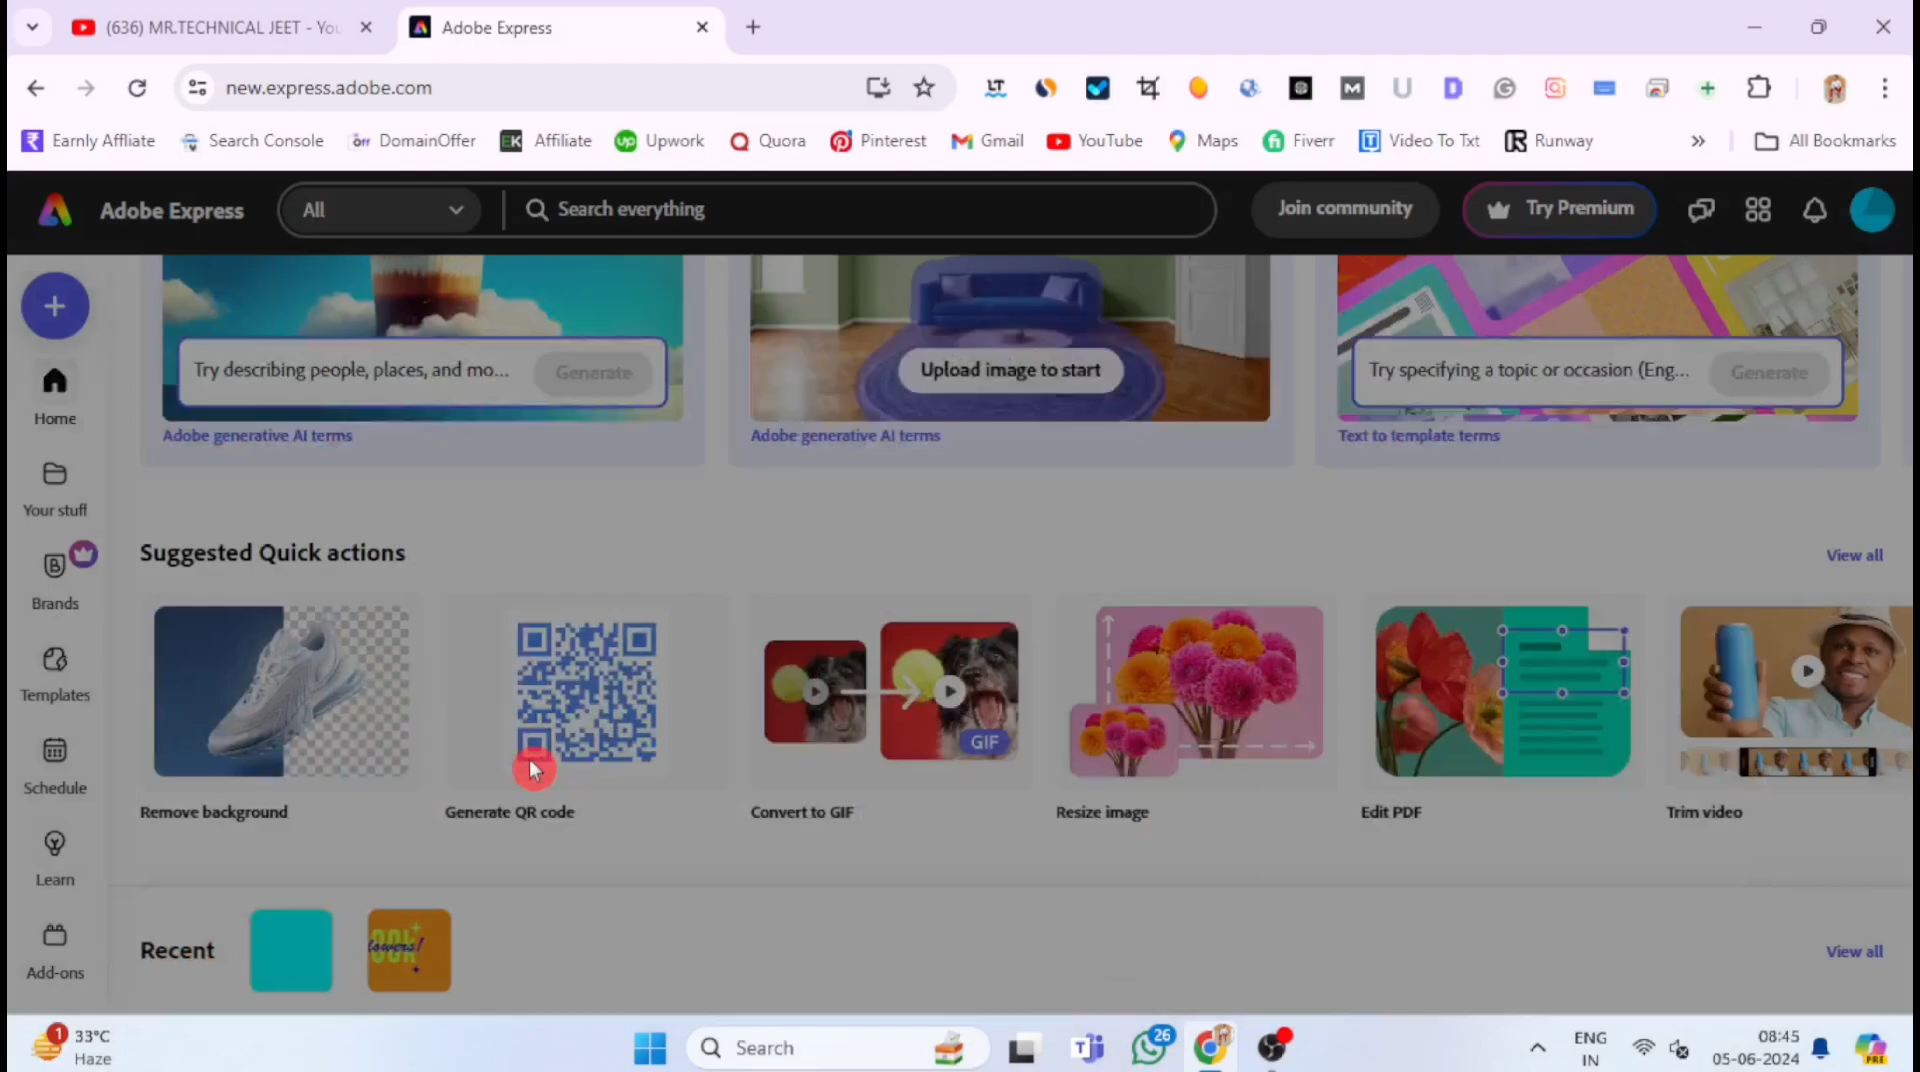 (636) MR.TECHNICAL JEET - You
Adobe Express
new.express.adobe.com
Earnly Affliate
Search Console
DomainOffer
Affiliate
Upwork
Quora
Pinterest
Gmail
YouTube
Maps
Fiverr
Video To Txt
Runway
All Bookmarks
Adobe Express
All
Search everything
Join community
Try Premium
Try describing people, places, and mo...
Generate
Upload image to start
Try specifying a topic or occasion (Eng...
Generate
Adobe generative AI terms
Adobe generative AI terms
Text to template terms
Home
Your stuff
Brands
Templates
Schedule
Learn
Add-ons
Suggested Quick actions
View all
GIF
Remove background
Generate QR code
Convert to GIF
Resize image
Edit PDF
Trim video
Recent
View all
1
33°C
Haze
Search
26
ENG
IN
08:45
05-06-2024
PRE